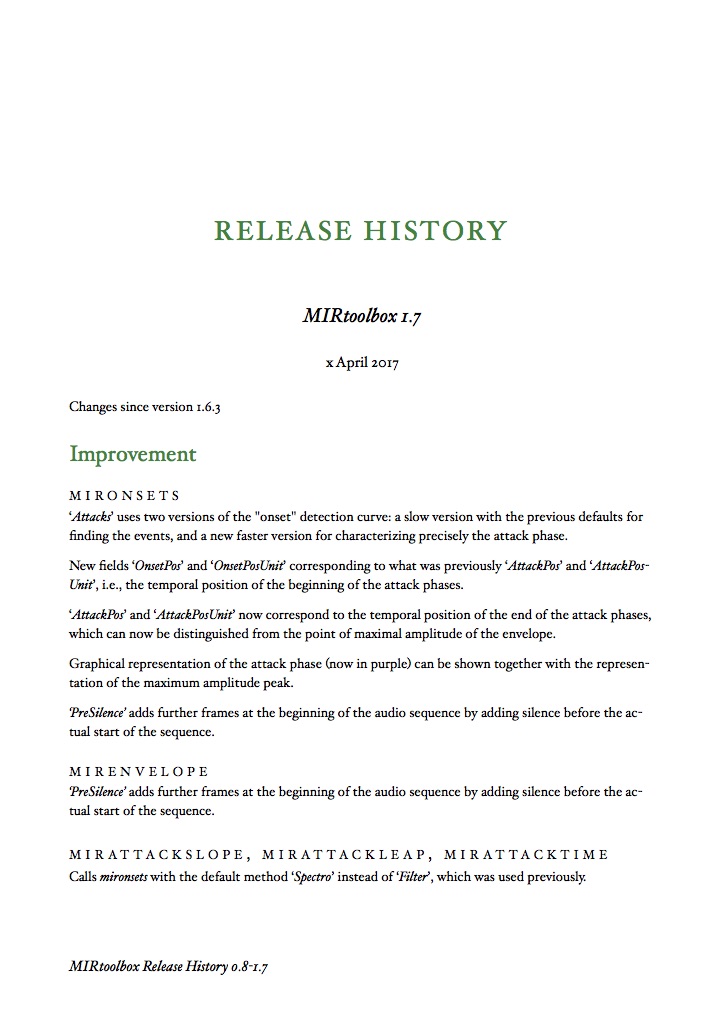 RELEASE HISTORY
MIRtoolbox 1.7
x April 2017
Changes since version 1.6.3
Improvement
MIRONSETS
‘Attacks’ uses two versions of the "onset" detection curve: a slow version with the previous defaults for
finding the events, and a new faster version for characterizing precisely the attack phase.
New fields ‘OnsetPos’ and ‘OnsetPosUnit’ corresponding to what was previously ‘AttackPos’ and ‘AttackPos-
Unit’, i.e., the temporal position of the beginning of the attack phases.
‘AttackPos’ and ‘AttackPosUnit’ now correspond to the temporal position of the end of the attack phases,
which can now be distinguished from the point of maximal amplitude of the envelope.
Graphical representation of the attack phase (now in purple) can be shown together with the represen-
tation of the maximum amplitude peak.
‘PreSilence’ adds further frames at the beginning of the audio sequence by adding silence before the ac-
tual start of the sequence.
MIRENVELOPE
‘PreSilence’ adds further frames at the beginning of the audio sequence by adding silence before the ac-
tual start of the sequence.
MIRATTACKSLOPE, MIRATTACKLEAP, MIRATTACKTIME
Calls mironsets with the default method ‘Spectro’ instead of ‘Filter’, which was used previously.
MIRtoolbox Release History 0.8-1.7